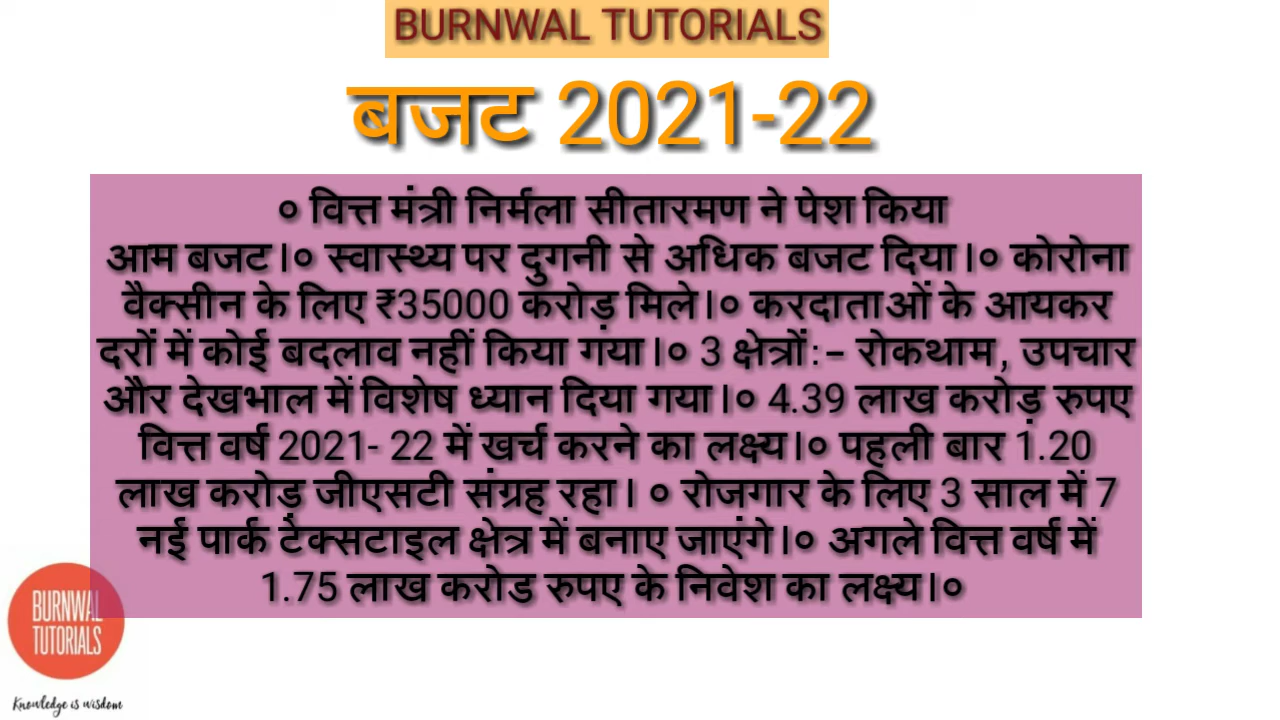 BURNWAL TUTORIALS
बजट 2021-22
० वित्त मंत्री निर्मला सीतारमण ने पेश किया
आम बजट।० स्वास्थ्य पर दुगनी से अधिक बजट दिया।० कोरोना
वैक्सीन के लिए ₹35000 करोड़ मिले।० करदाताओं के आयकर
दरों में कोई बदलाव नहीं किया गया।० 3 क्षेत्रों:- रोकथाम, उपचार
और देखभाल में विशेष ध्यान दिया गया।० 4.39 लाख करोड़ रुपए
वित्त वर्ष 2021- 22 में खर्च करने का लक्ष्य।० पहली बार 1.20
लाख करोड़ जीएसटी संग्रह रहा। ० रोजगार के लिए 3 साल में 7
नई पार्क टेक्सटाइल क्षेत्र में बनाए जाएंगे।० अगले वित्त वर्ष में
1.75 लाख करोड रुपए के निवेश का लक्ष्य।०
BURNWAL
TUTORIALS
Knowledge is wisdom